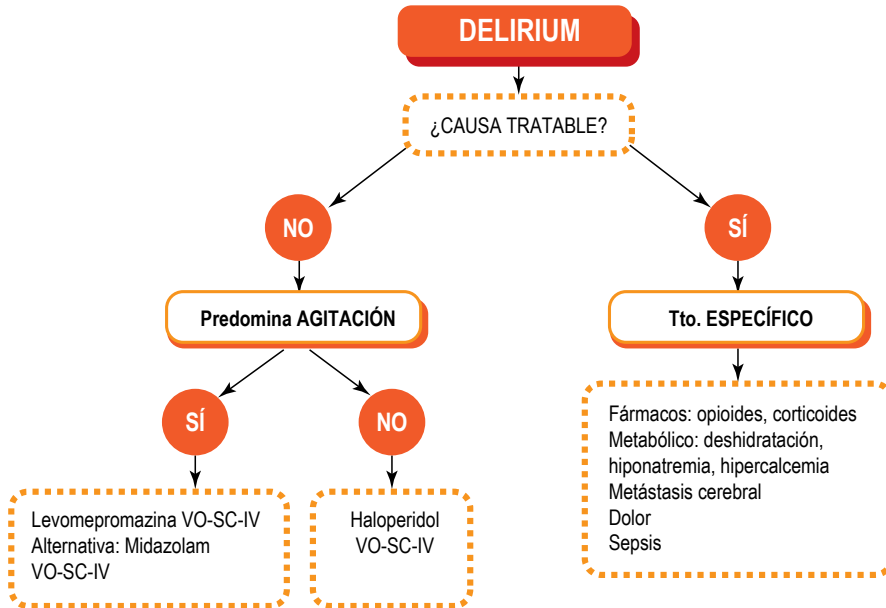 DELIRIUM
¿CAUSA TRATABLE?
NO
SÍ
Predomina AGITACIÓN
Tto. ESPECÍFICO
SÍ
NO
Levomepromazina VO-SC-IV
Alternativa: Midazolam
VO-SC-IV
Haloperidol
VO-SC-IV
Fármacos: opioides, corticoides
Metabólico: deshidratación,
hiponatremia, hipercalcemia
Metástasis cerebral
Dolor
Sepsis